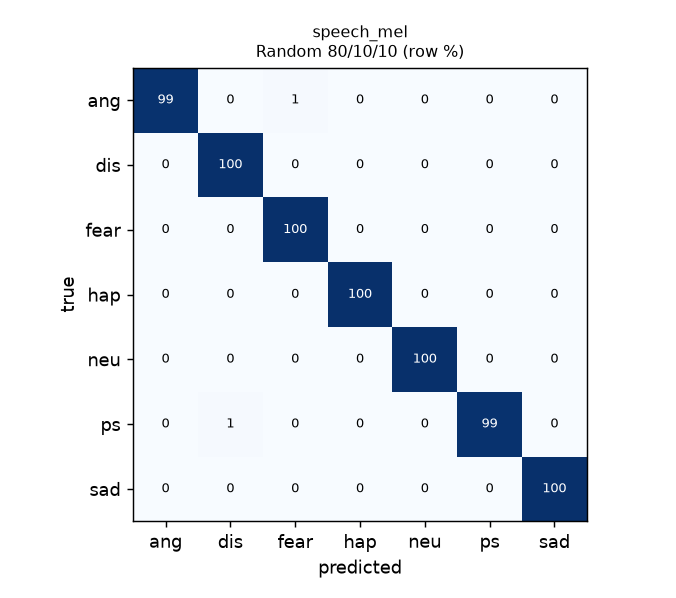 speech_mel
Random 80/10/10 (row %)
true
ang 99 0 1 0 0 0 0
dis 0 100 0 0 0 0 0
fear 0 0 100 0 0 0 0
hap 0 0 0 100 0 0 0
neu 0 0 0 0 100 0 0
ps 0 1 0 0 0 99 0
sad 0 0 0 0 0 0 100
ang dis fear hap neu ps sad
predicted